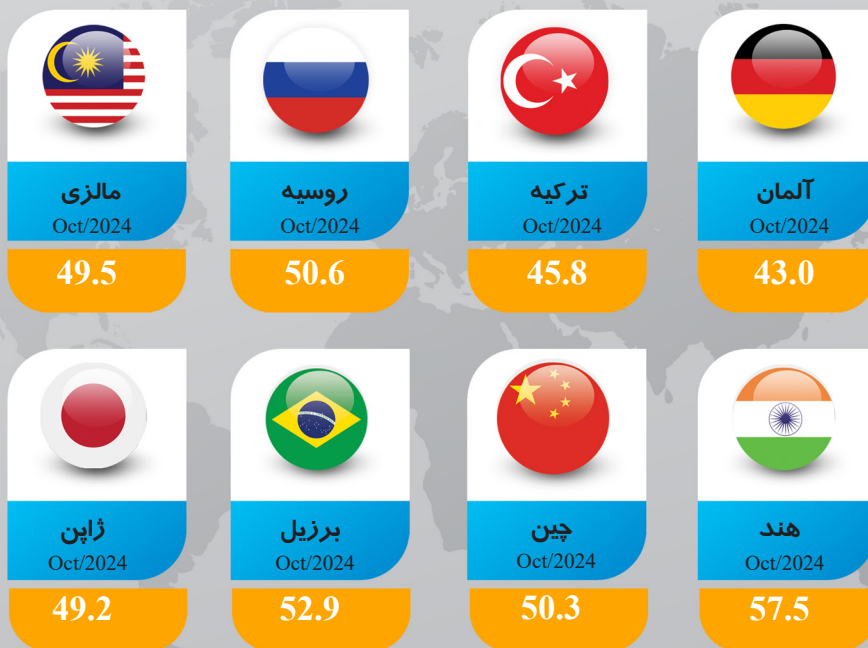 آلمان
Oct/2024
43.0
ترکیه
Oct/2024
45.8
روسیه
Oct/2024
50.6
مالزی
Oct/2024
49.5
هند
Oct/2024
57.5
چین
Oct/2024
50.3
برزیل
Oct/2024
52.9
ژاپن
Oct/2024
49.2